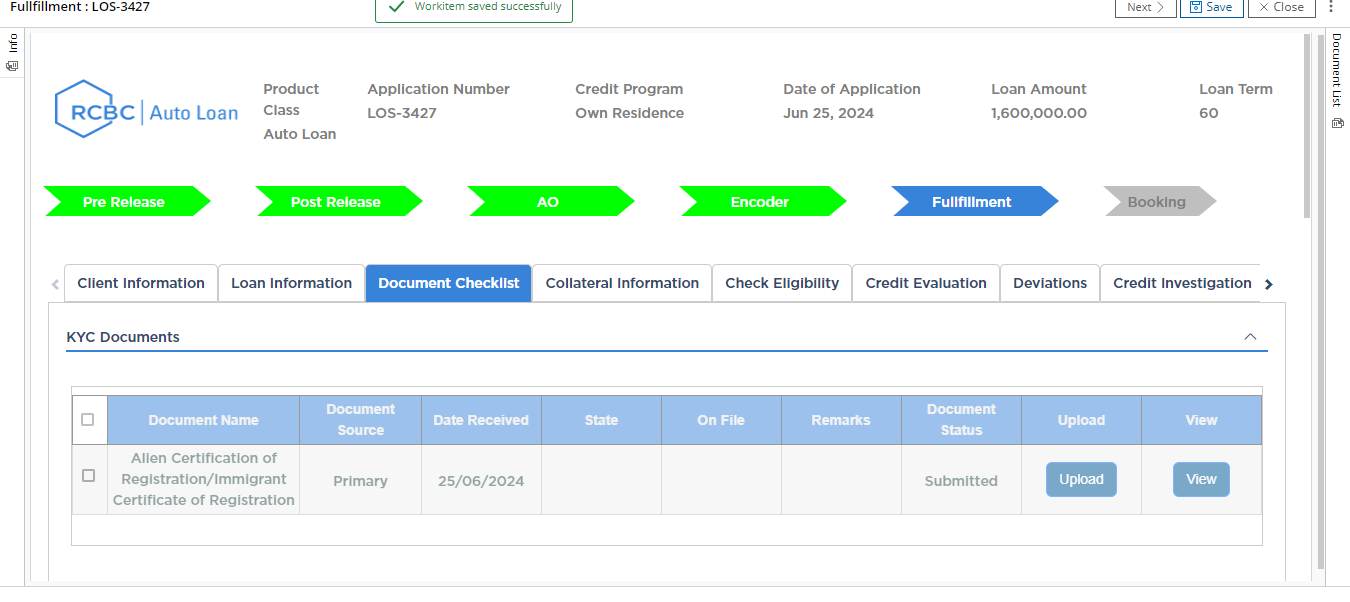 Fullfillment : LOS-3427
Workitem saved successfully
Next
Save
Close
Info
Document List
RCBC Auto Loan
Product
Class
Auto Loan
Application Number
LOS-3427
Credit Program
Own Residence
Date of Application
Jun 25, 2024
Loan Amount
1,600,000.00
Loan Term
60
Pre Release
Post Release
AO
Encoder
Fullfillment
Booking
Client Information
Loan Information
Document Checklist
Collateral Information
Check Eligibility
Credit Evaluation
Deviations
Credit Investigation
KYC Documents
Document Name
Document
Source
Date Received
State
On File
Remarks
Document
Status
Upload
View
Alien Certification of
Registration/Immigrant
Certificate of Registration
Primary
25/06/2024
Submitted
Upload
View